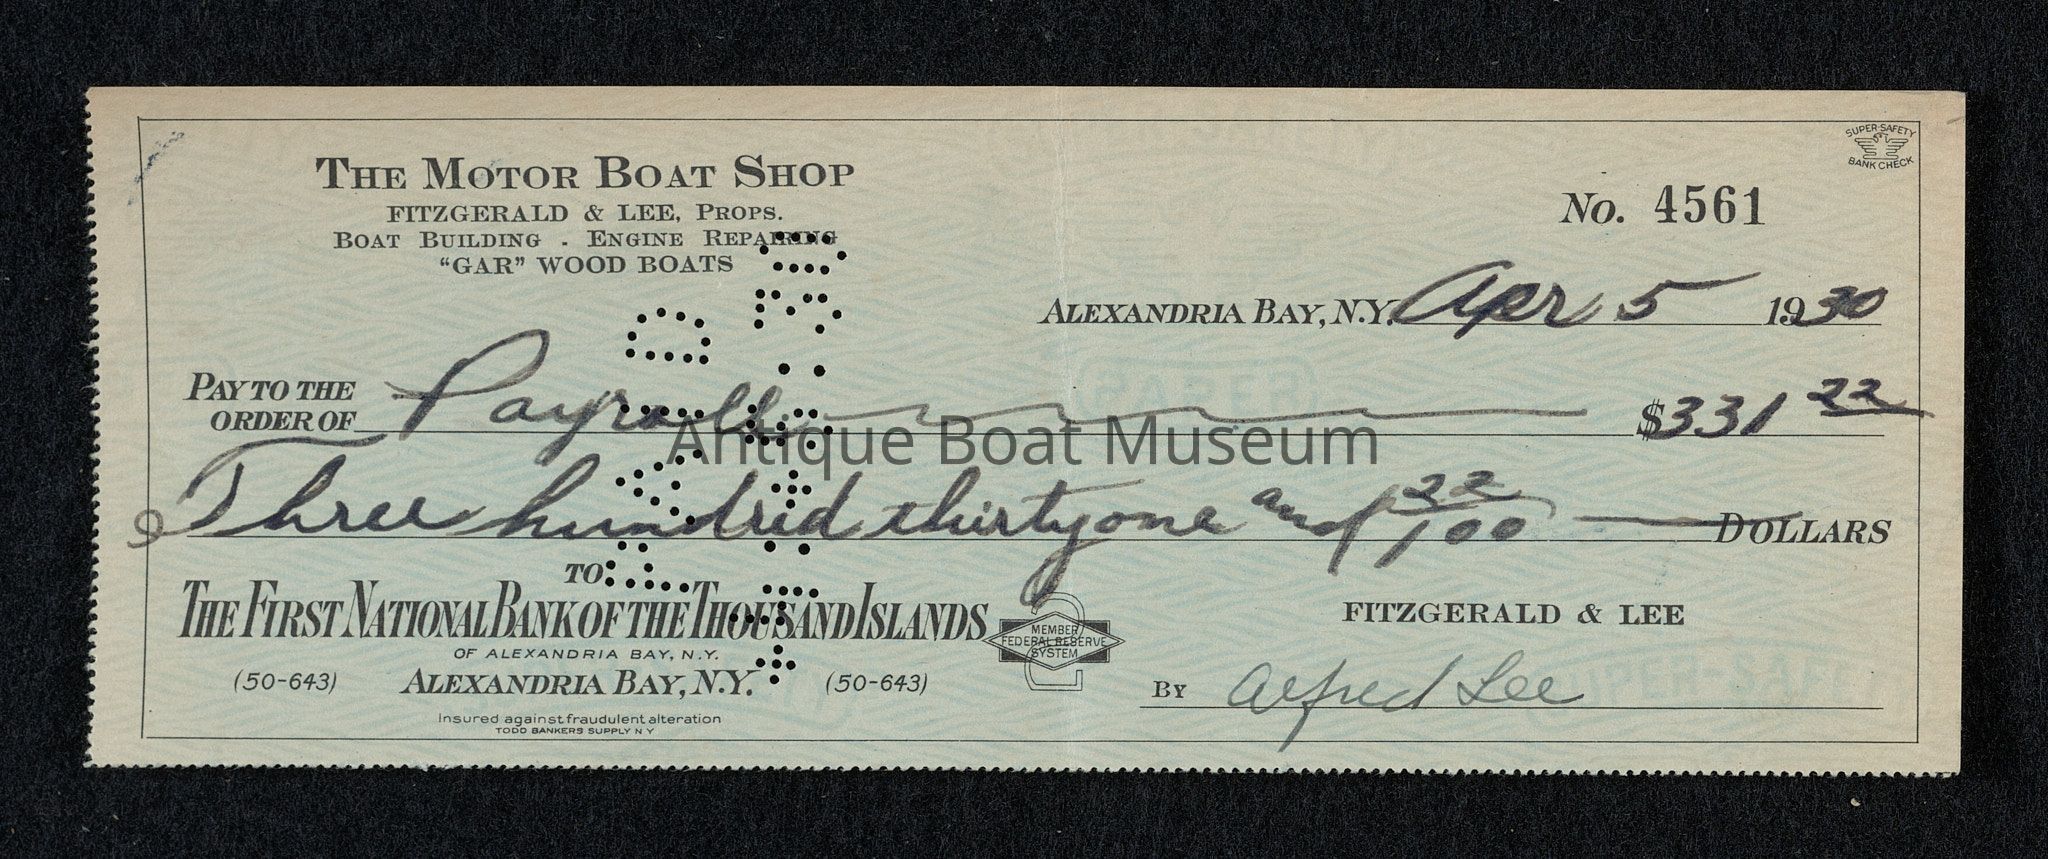 SUPER-SAFETY
BANK CHECK
THE MOTOR BOAT SHOP
FITZGERALD & LEE, PROPS.
BOAT BUILDING - ENGINE REPAIRING
"GAR" WOOD BOATS
No. 4561
ALEXANDRIA BAY, N.Y. Apr 5 1930
PAY TO THE
ORDER OF Payroll $331 22
Antique Boat Museum
Three hundrid thirtyone and 22/100 DOLLARS
TO
THE FIRST NATIONAL BANK OF THE THOUSAND ISLANDS
OF ALEXANDRIA BAY, N.Y.
(50-643) ALEXANDRIA BAY, N.Y. (50-643)
Insured against fraudulent alteration
TODD BANKERS SUPPLY N Y
MEMBER
FEDERAL RESERVE
SYSTEM
FITZGERALD & LEE
BY Alfred Lee